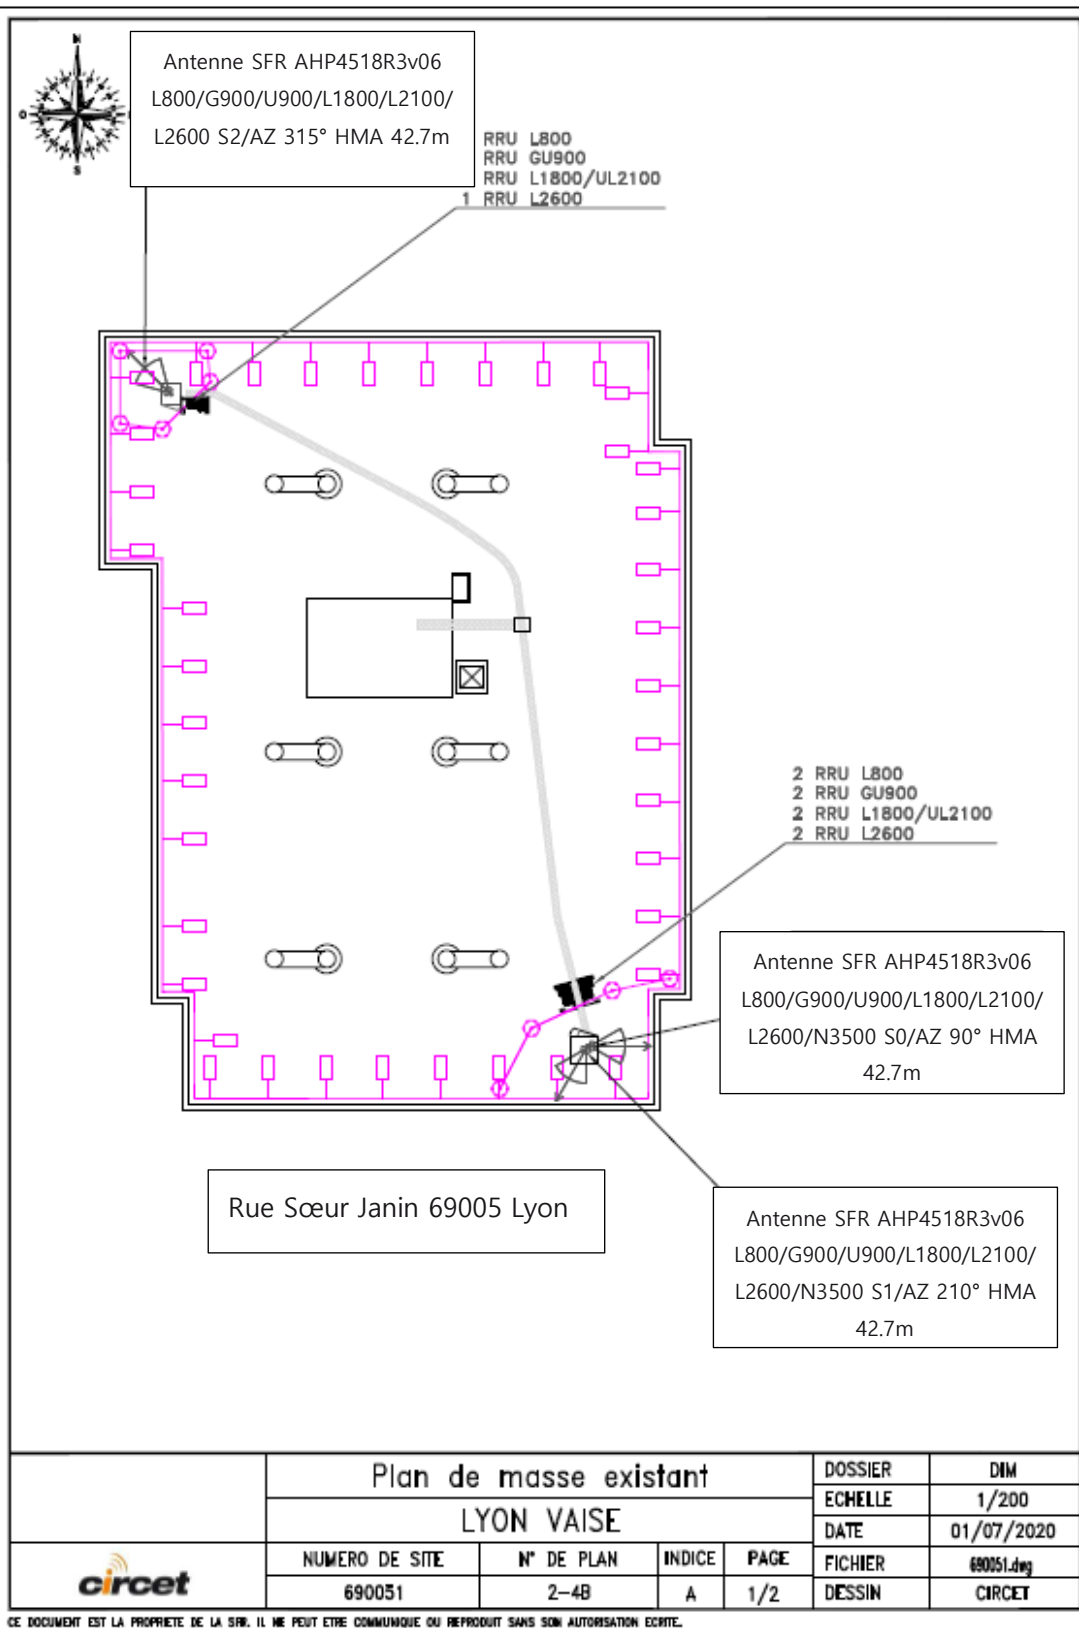 N
O
S
Antenne SFR AHP4518R3v06
L800/G900/U900/L1800/L2100/
L2600 S2/AZ 315° HMA 42.7m
RRU L800
RRU GU900
RRU L1800/UL2100
1 RRU L2600
2 RRU L800
2 RRU GU900
2 RRU L1800/UL2100
2 RRU L2600
Antenne SFR AHP4518R3v06
L800/G900/U900/L1800/L2100/
L2600/N3500 S0/AZ 90° HMA
42.7m
Rue Sœur Janin 69005 Lyon
Antenne SFR AHP4518R3v06
L800/G900/U900/L1800/L2100/
L2600/N3500 S1/AZ 210° HMA
42.7m
Plan de masse existant
LYON VAISE
NUMERO DE SITE
N° DE PLAN
INDICE
PAGE
690051
2-4B
A
1/2
DOSSIER
DIM
ECHELLE
1/200
DATE
01/07/2020
FICHIER
690051.dwg
DESSIN
CIRCET
circet
CE DOCUMENT EST LA PROPRIETE DE LA SFR. IL NE PEUT ETRE COMMUNIQUE OU REPRODUIT SANS SON AUTORISATION ECRITE.